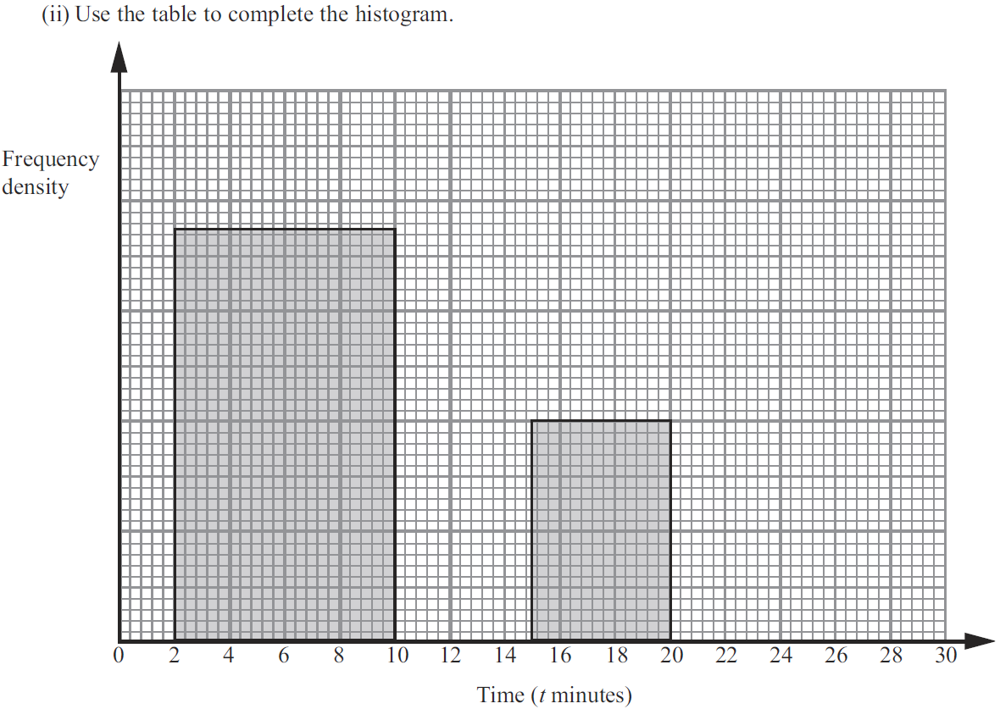 (ii) Use the table to complete the histogram.
Frequency
density
0 2 4 6 8 10 12 14 16 18 20 22 24 26 28 30
Time (t minutes)